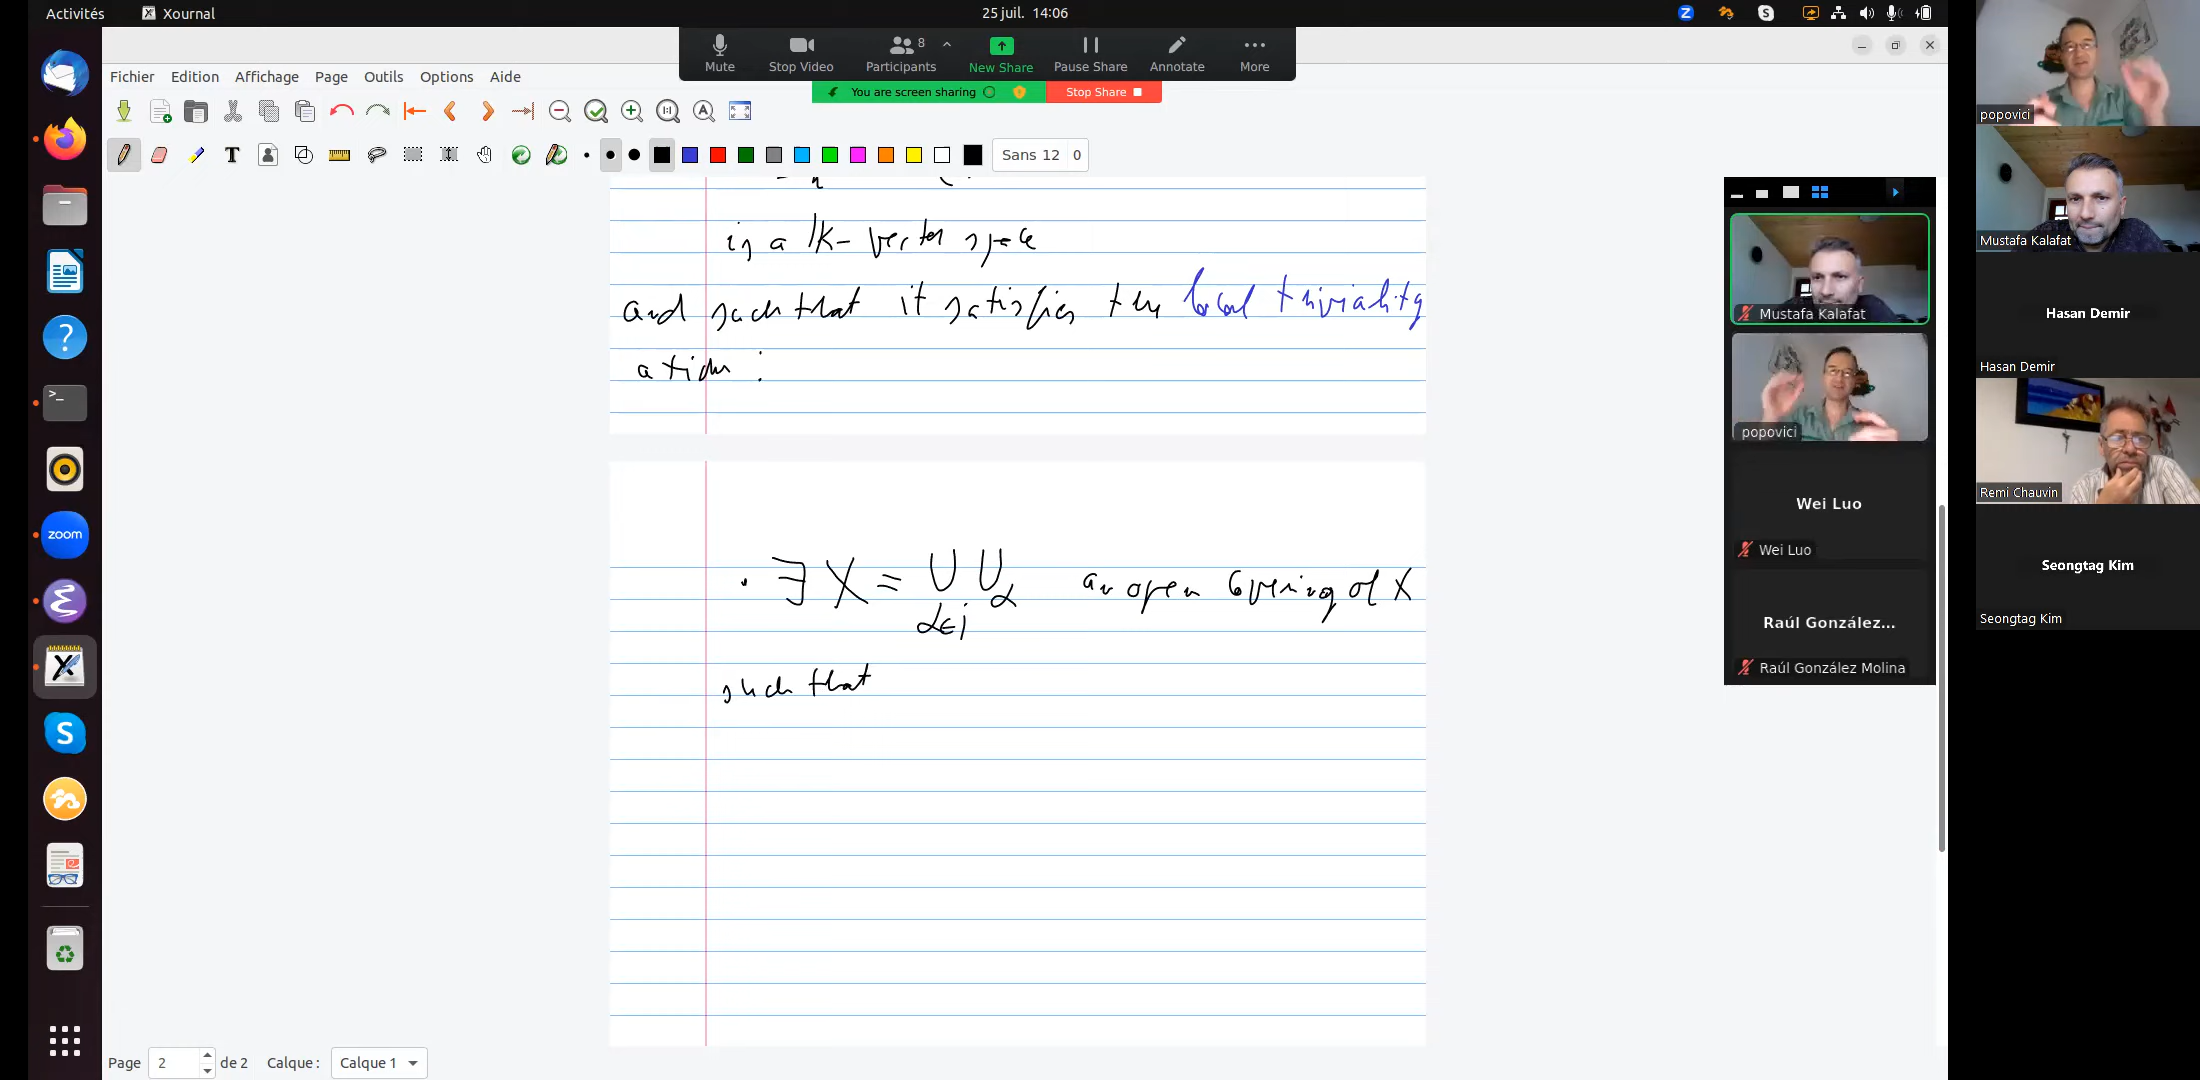 Activités
Xournal
25 juil. 14:06
Mute
Stop Video
Participants
8
New Share
Pause Share
Annotate
More
You are screen sharing
Stop Share
Fichier
Edition
Affichage
Page
Outils
Options
Aide
Sans 12
0
is a K- vector space
and such that it satisfies the local triviality
axiom :
. ∃ X = ∪ Uα an open covering of X
α∈I
such that
Mustafa Kalafat
popovici
Wei Luo
Wei Luo
Raúl González...
Raúl González Molina
popovici
Mustafa Kalafat
Hasan Demir
Hasan Demir
Remi Chauvin
Seongtag Kim
Seongtag Kim
zoom
Page
2
de 2
Calque :
Calque 1